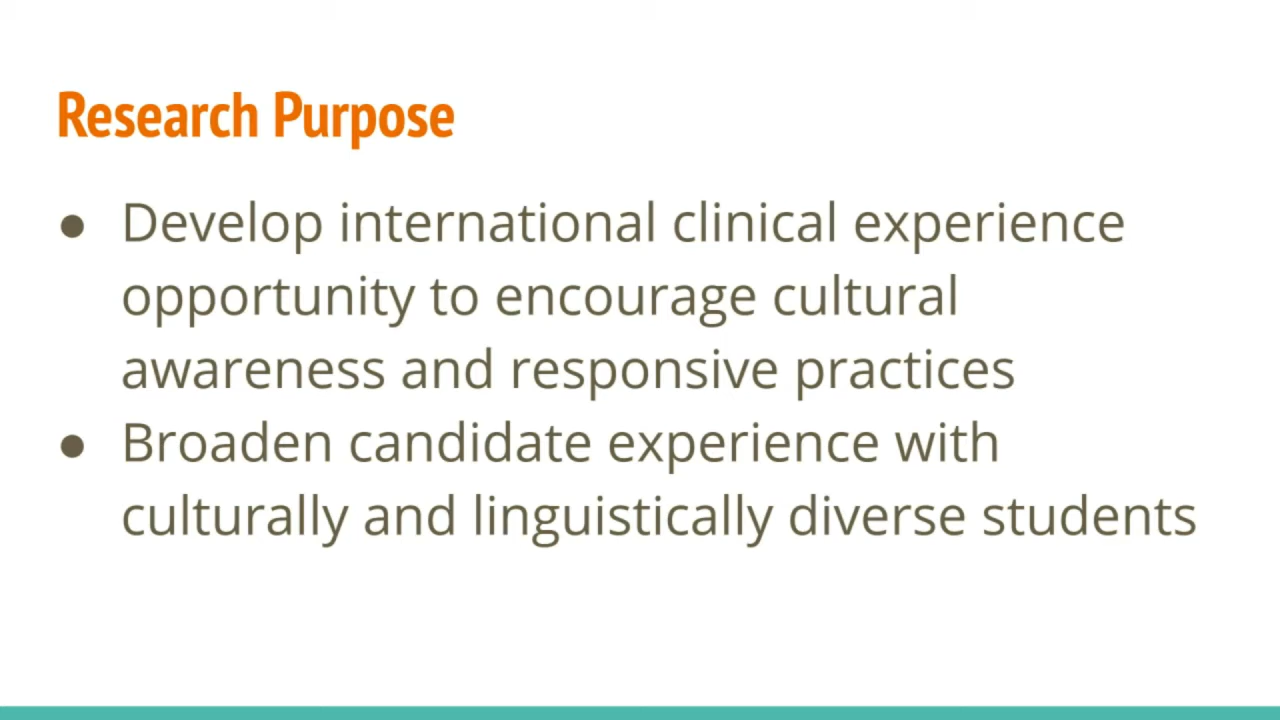 Research Purpose
● Develop international clinical experience
opportunity to encourage cultural
awareness and responsive practices
● Broaden candidate experience with
culturally and linguistically diverse students